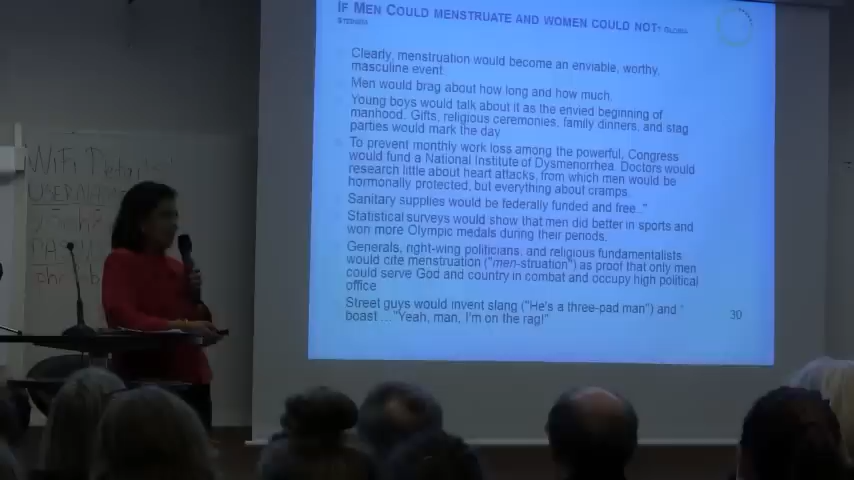 IF MEN COULD MENSTRUATE AND WOMEN COULD NOT- GLORIA
STEINEM
Clearly, menstruation would become an enviable, worthy,
masculine event
Men would brag about how long and how much.
Young boys would talk about it as the envied beginning of
manhood. Gifts, religious ceremonies, family dinners, and stag
parties would mark the day
To prevent monthly work loss among the powerful, Congress
would fund a National Institute of Dysmenorrhea. Doctors would
research little about heart attacks, from which men would be
hormonally protected, but everything about cramps.
Sanitary supplies would be federally funded and free.."
Statistical surveys would show that men did better in sports and
won more Olympic medals during their periods.
Generals, right-wing politicians, and religious fundamentalists
would cite menstruation ("men-struation") as proof that only men
could serve God and country in combat and occupy high political
office
Street guys would invent slang ("He's a three-pad man") and '
boast ... "Yeah, man, I'm on the rag!"
30
WiFi Details
USERNAME